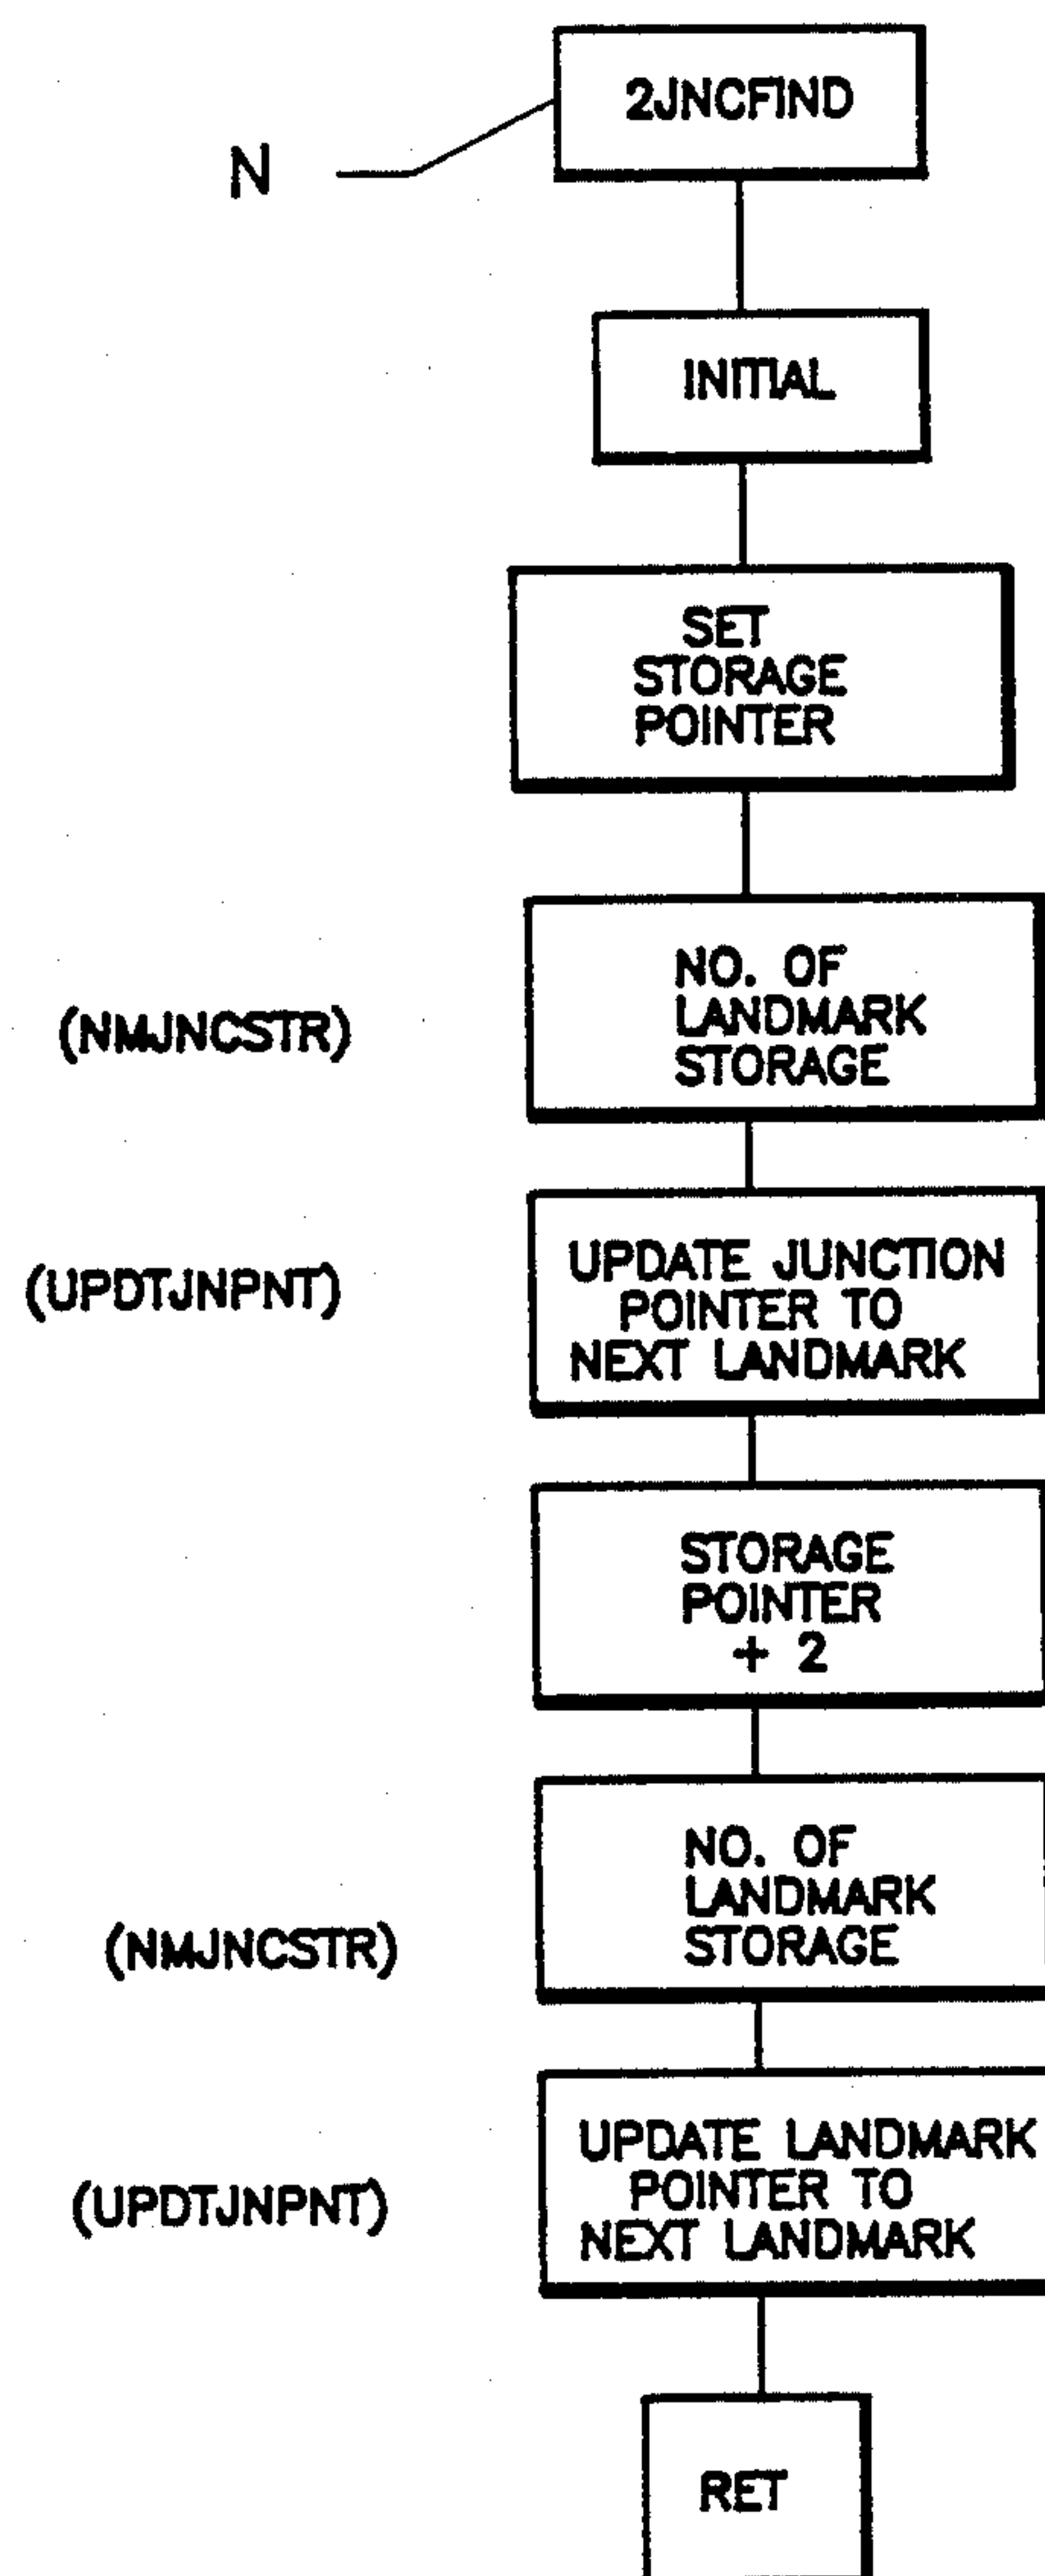 2JNCFIND
N
INITIAL
SET
STORAGE
POINTER
NO. OF
LANDMARK
STORAGE
(NMJNCSTR)
UPDATE JUNCTION
POINTER TO
NEXT LANDMARK
(UPDTJNPNT)
STORAGE
POINTER
+ 2
NO. OF
LANDMARK
STORAGE
(NMJNCSTR)
UPDATE LANDMARK
POINTER TO
NEXT LANDMARK
(UPDTJNPNT)
RET